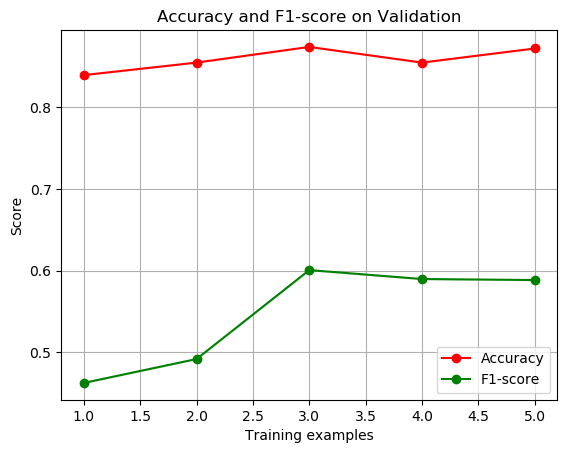 Accuracy and F1-score on Validation
Score
0.8
0.7
0.6
0.5
Accuracy
F1-score
1.0 1.5 2.0 2.5 3.0 3.5 4.0 4.5 5.0
Training examples